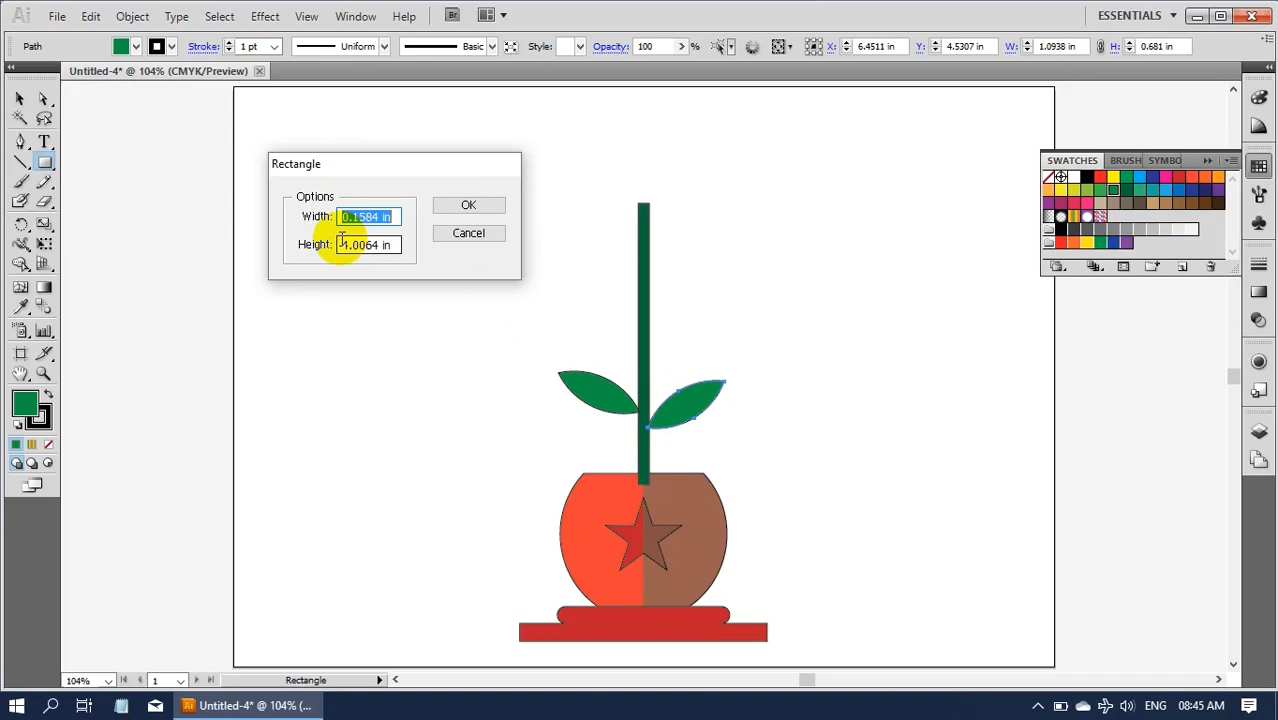 Ai File Edit Object Type Select Effect View Window Help Br ESSENTIALS
Path Stroke: 1 pt Uniform Basic Style: Opacity: 100 % X: 6.4511 in Y: 4.5307 in W: 1.0938 in H: 0.681 in
Untitled-4* @ 104% (CMYK/Preview)
Rectangle
Options
Width: 0.1584 in
OK
Height: 4.0064 in
Cancel
SWATCHES BRUSH SYMBO
104% 1 Rectangle
Untitled-4* @ 104% (... ENG 08:45 AM